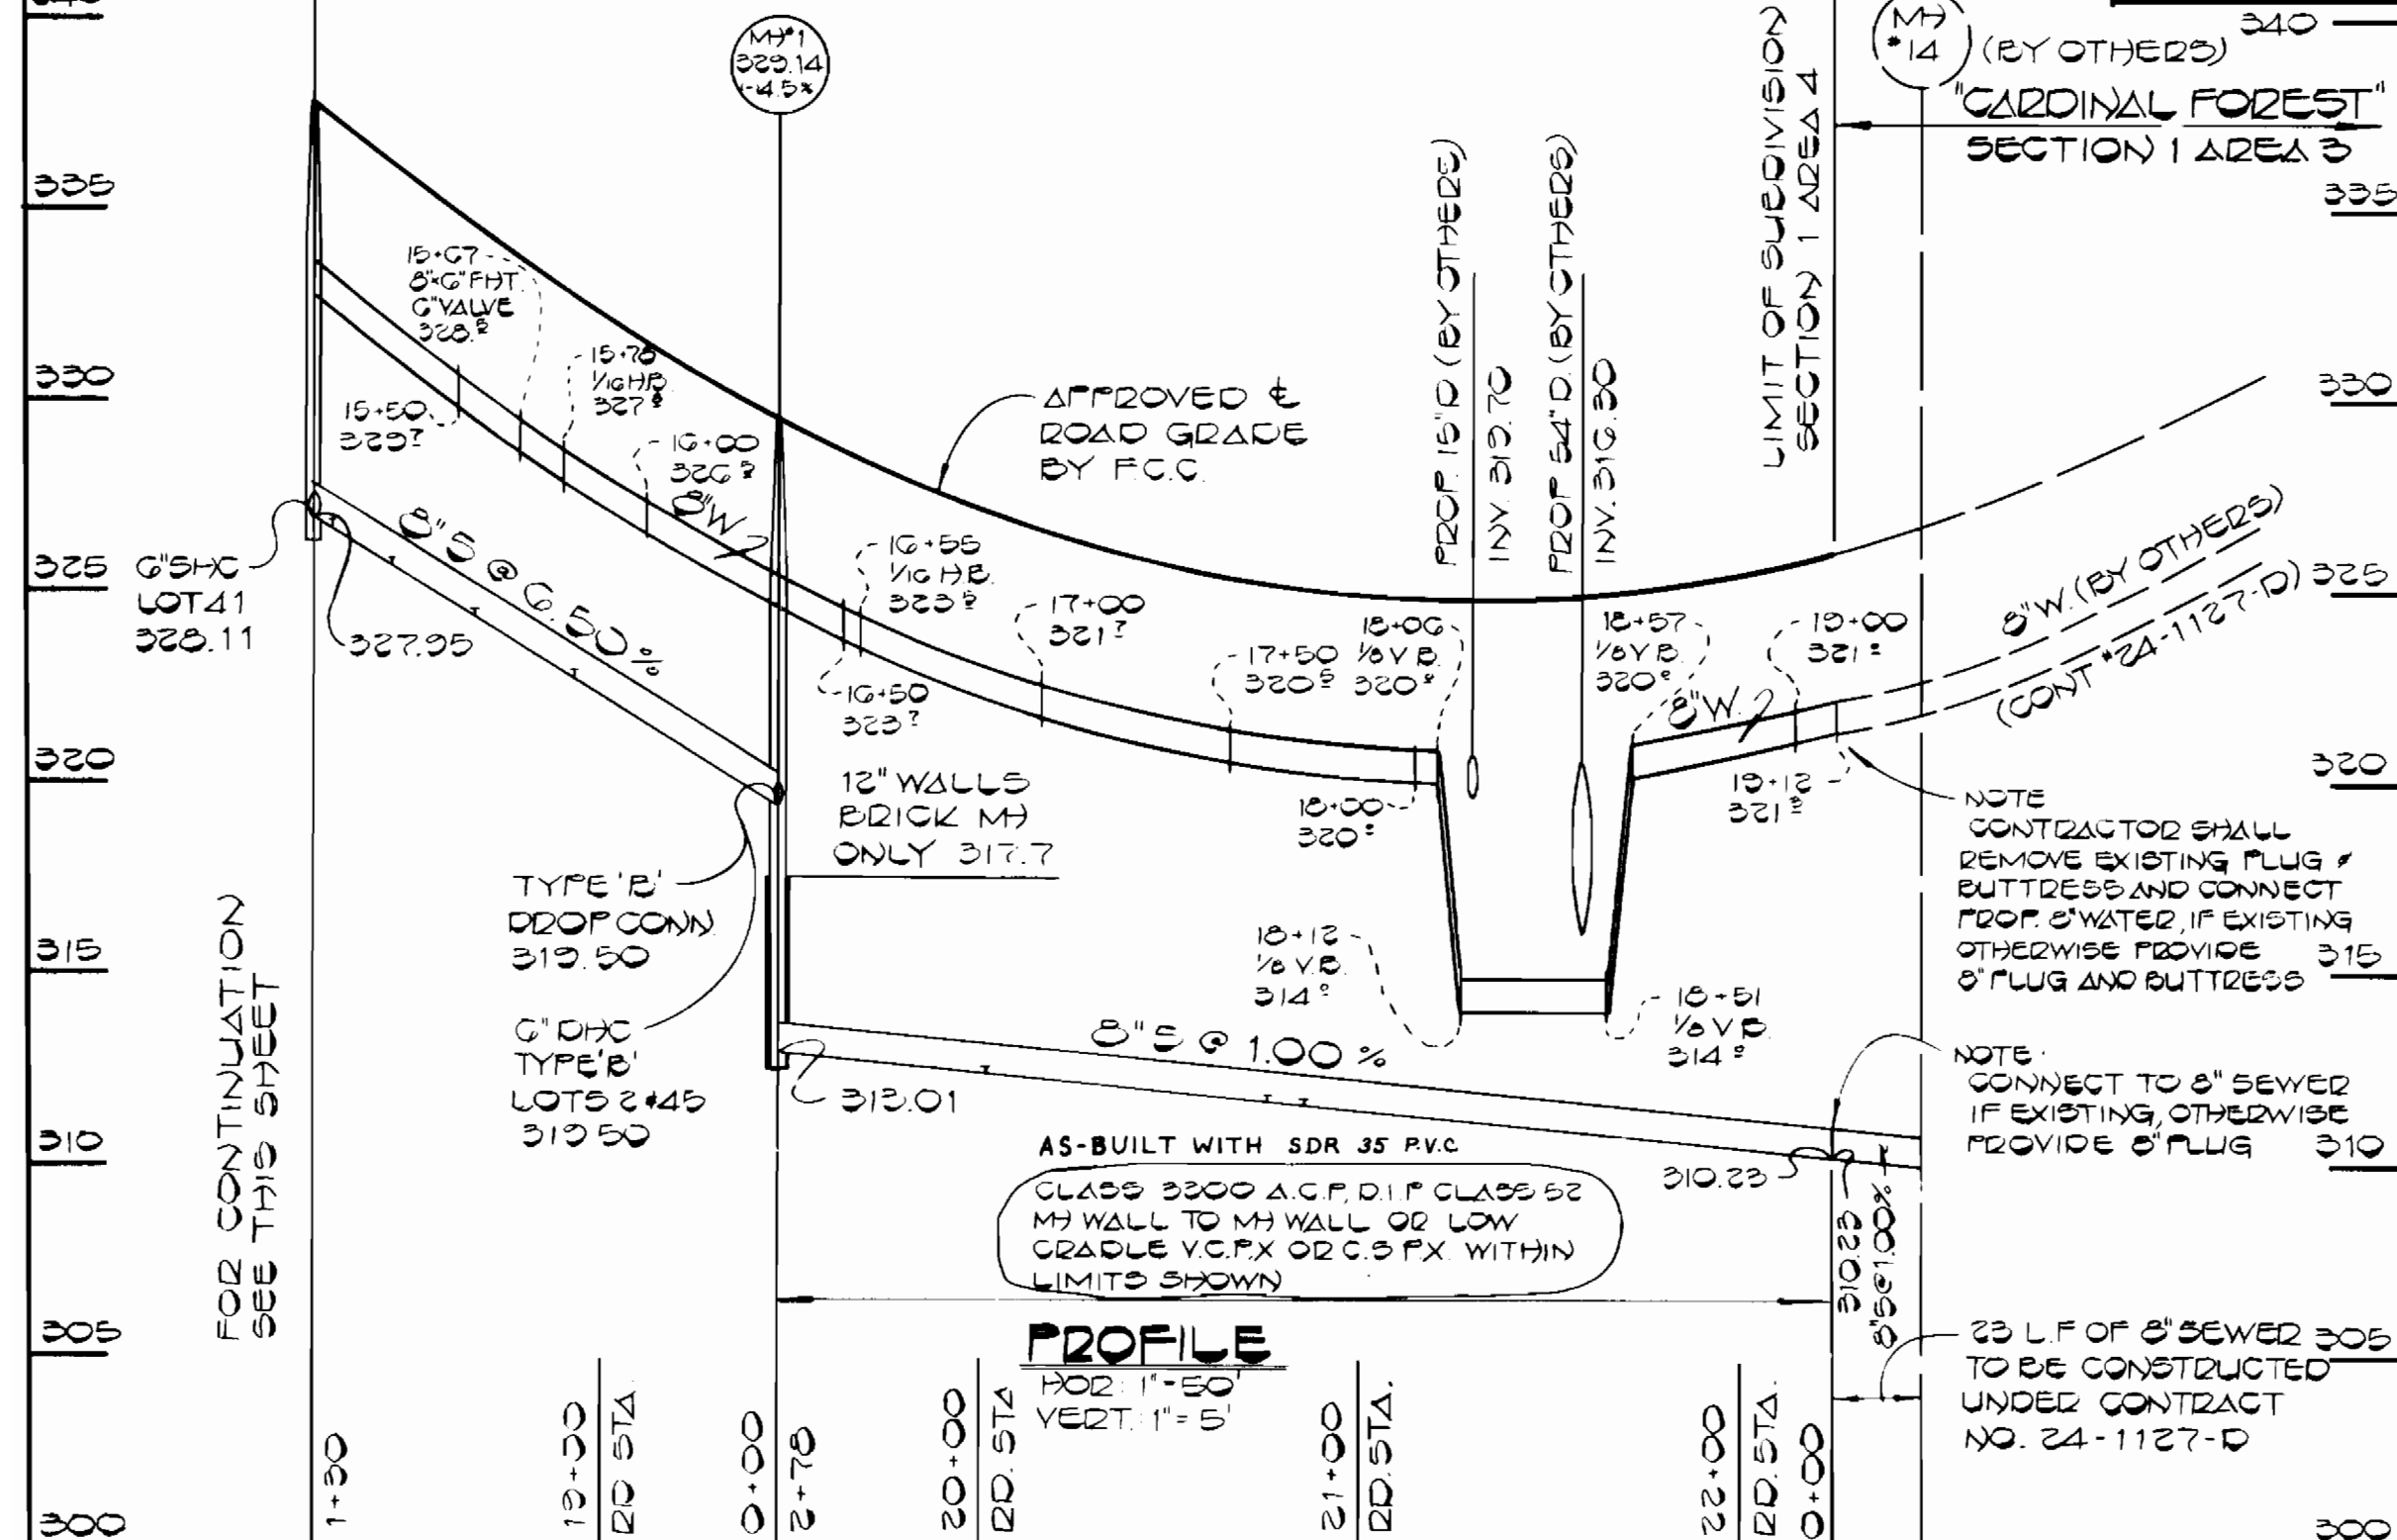 340
335
330
325
320
315
310
305
300
MH#1
329.14
MH
#14
(BY OTHERS)
"CARDINAL FOREST"
SECTION 1 AREA 3
LIMIT OF SUBDIVISION
SECTION 1 AREA 4
340
335
330
325
320
315
310
305
300
15+67
8"x6" FHT.
6" VALVE
15+50
15+75
1/16 H.B.
16+00
8"W.
APPROVED ℄
ROAD GRADE
BY F.C.C.
PROP. 15" D (BY OTHERS)
INV. 319.70
PROP 54" D. (BY OTHERS)
INV. 316.30
6" SHC
LOT 41
328.11
327.95
8" S @ 6.50 %
16+55
1/16 H.B.
16+50
17+00
17+50
18+06
1/8 V.B.
18+57
1/8 V.B.
8"W.
19+00
8"W. (BY OTHERS)
(CONT #24-1127-D)
18+00
19+12
12" WALLS
BRICK MH
ONLY 317.7
TYPE 'B'
DROP CONN.
319.50
6" DHC
TYPE 'B'
LOTS 2 & 45
319.50
313.01
8" S @ 1.00 %
18+12
1/8 V.B.
18+51
1/8 V.B.
NOTE
CONTRACTOR SHALL
REMOVE EXISTING PLUG &
BUTTRESS AND CONNECT
PROP. 8" WATER, IF EXISTING
OTHERWISE PROVIDE
8" PLUG AND BUTTRESS
NOTE:
CONNECT TO 8" SEWER
IF EXISTING, OTHERWISE
PROVIDE 8" PLUG
AS-BUILT WITH SDR 35 P.V.C
CLASS 3300 A.C.P., D.I.P CLASS 52
MH WALL TO MH WALL OR LOW
CRADLE V.C.P.X OR C.S.P.X. WITHIN
LIMITS SHOWN
310.23
310.23
8"S@1.00%
23 L.F OF 8" SEWER
TO BE CONSTRUCTED
UNDER CONTRACT
NO. 24-1127-D
FOR CONTINUATION
SEE THIS SHEET
PROFILE
HOR: 1"=50'
VERT.: 1"= 5'
1+30
19+00
RD STA.
0+00
2+78
20+00
RD. STA
21+00
RD. STA.
22+00
RD. STA.
0+00